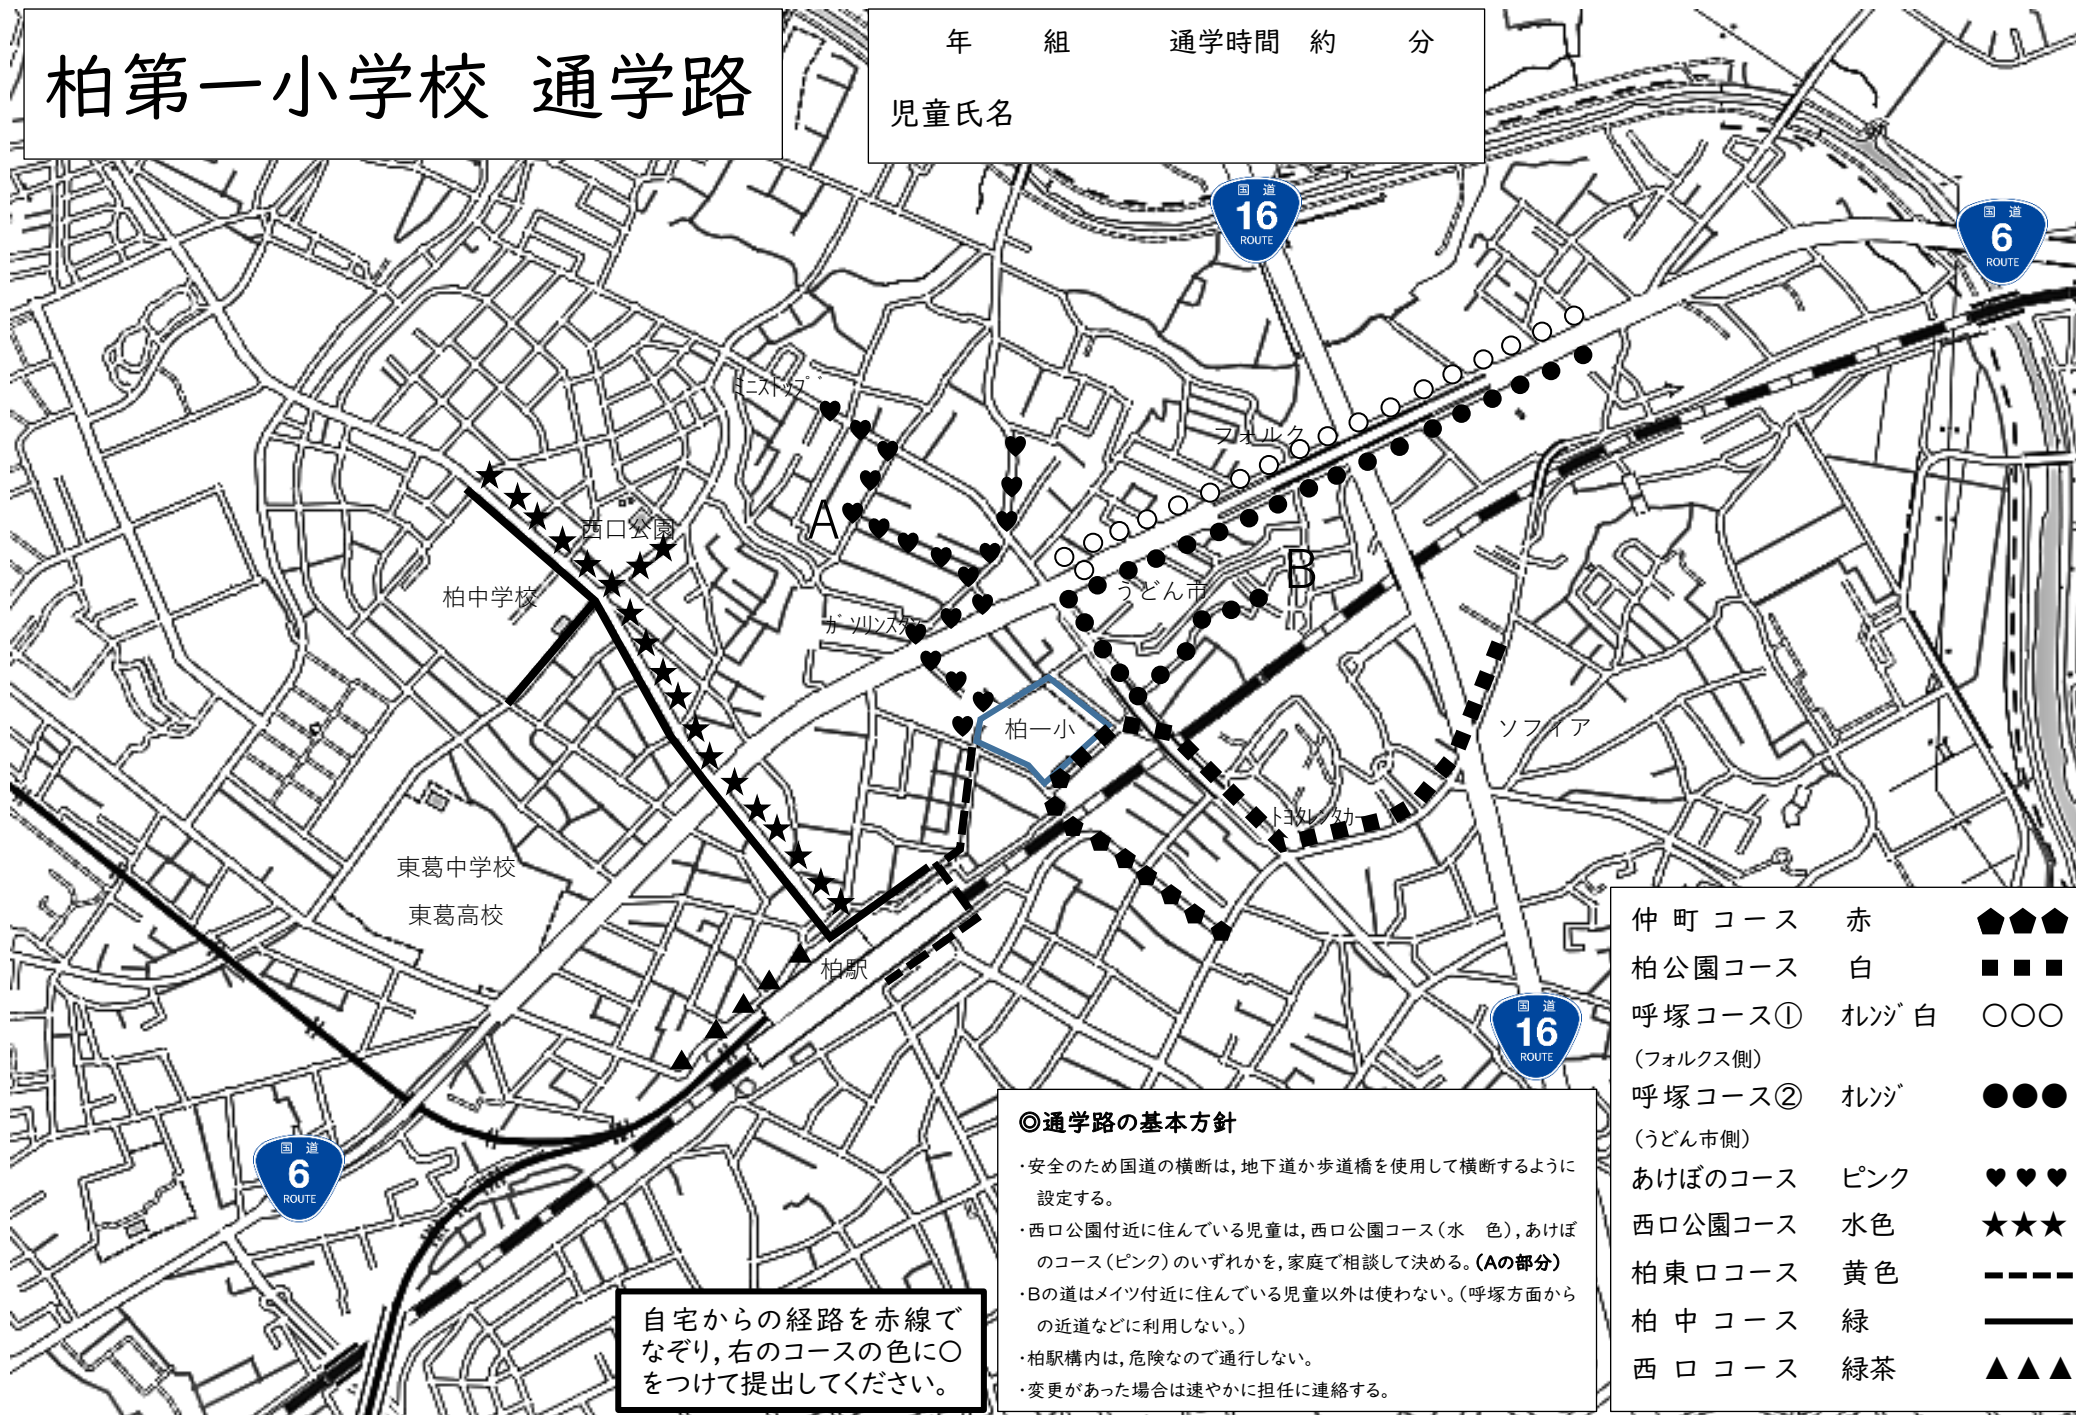 柏第一小学校 通学路
年 組 通学時間 約 分
児童氏名
国道
16
ROUTE
国道
6
ROUTE
ミニストップ
フォルク
A
西口公園
B
うどん市
柏中学校
ガソリンスタン
柏一小
ソフィア
トヨタレンタカー
東葛中学校
東葛高校
柏駅
国道
16
ROUTE
国道
6
ROUTE
仲町コース 赤
柏公園コース 白
呼塚コース① オレンジ白 ○○○
(フォルクス側)
呼塚コース② オレンジ ●●●
(うどん市側)
あけぼのコース ピンク ♥♥♥
西口公園コース 水色 ★★★
柏東口コース 黄色
柏中コース 緑
西口コース 緑茶 ▲▲▲
◎通学路の基本方針
・安全のため国道の横断は,地下道か歩道橋を使用して横断するように
設定する。
・西口公園付近に住んでいる児童は,西口公園コース(水 色),あけぼ
のコース(ピンク)のいずれかを,家庭で相談して決める。(Aの部分)
・Bの道はメイツ付近に住んでいる児童以外は使わない。(呼塚方面から
の近道などに利用しない。)
・柏駅構内は,危険なので通行しない。
・変更があった場合は速やかに担任に連絡する。
自宅からの経路を赤線で
なぞり,右のコースの色に○
をつけて提出してください。